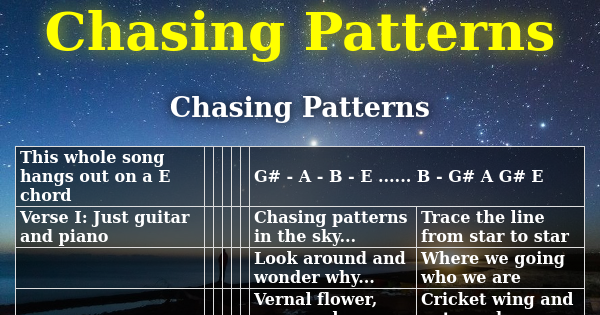 Chasing Patterns
Chasing Patterns
This whole song
hangs out on a E
chord
G# - A - B - E ...... B - G# A G# E
Verse I: Just guitar
and piano
Chasing patterns
in the sky...
Trace the line
from star to star
Look around and
wonder why...
Where we going
who we are
Vernal flower,
Cricket wing and